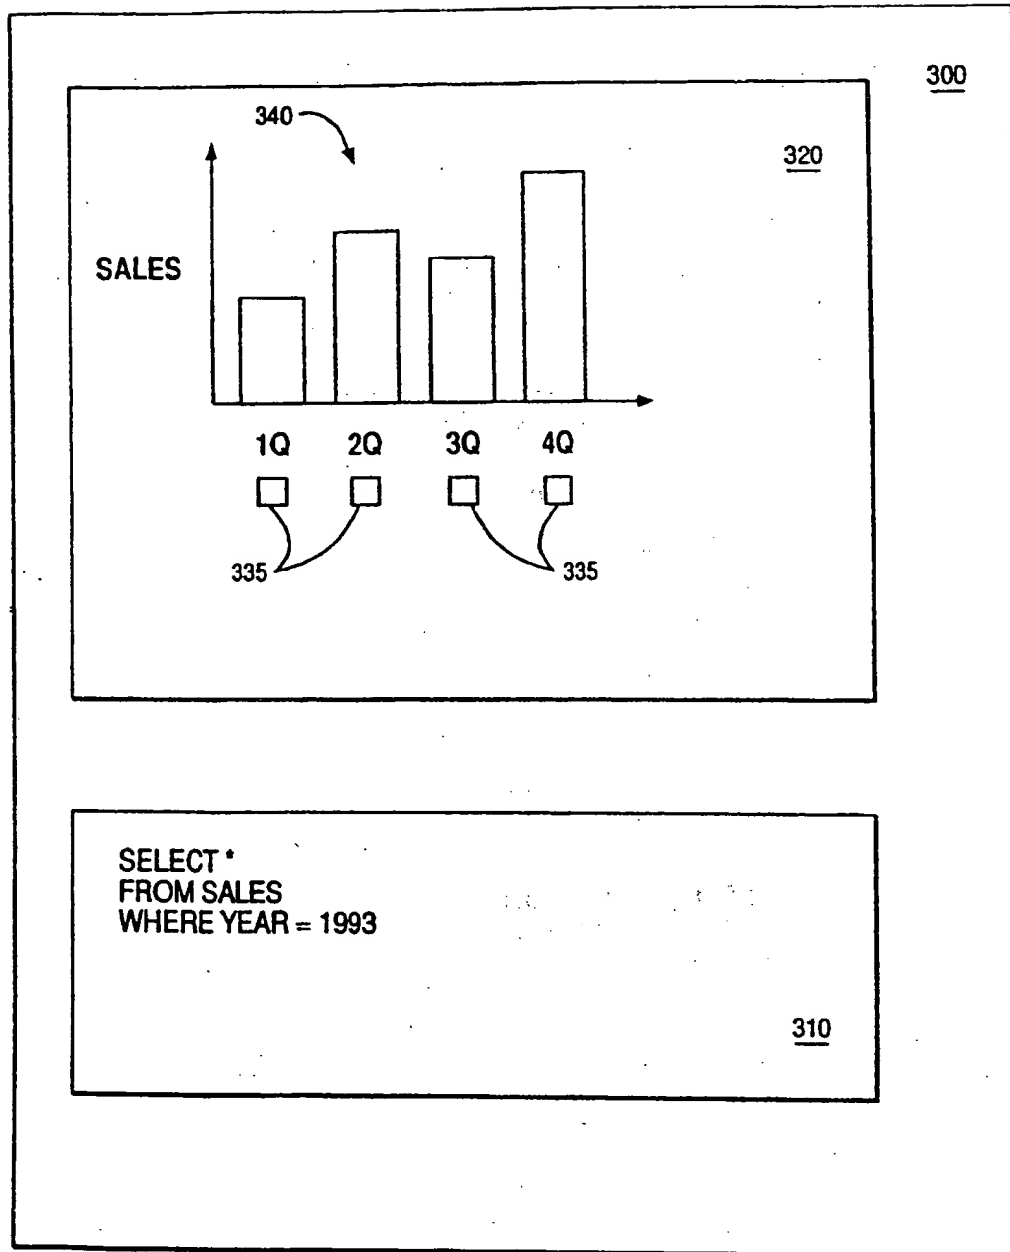 300
340
320
SALES
1Q 2Q 3Q 4Q
335 335
SELECT *
FROM SALES
WHERE YEAR = 1993
310